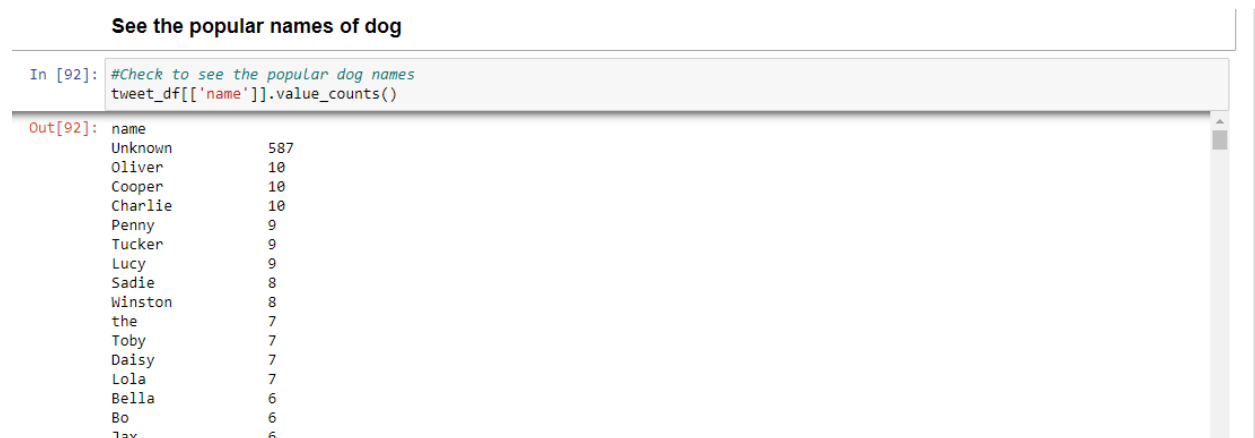 See the popular names of dog
In [92]: #Check to see the popular dog names
tweet_df[['name']].value_counts()
Out[92]: name
Unknown 587
Oliver 10
Cooper 10
Charlie 10
Penny 9
Tucker 9
Lucy 9
Sadie 8
Winston 8
the 7
Toby 7
Daisy 7
Lola 7
Bella 6
Bo 6
Jax 6